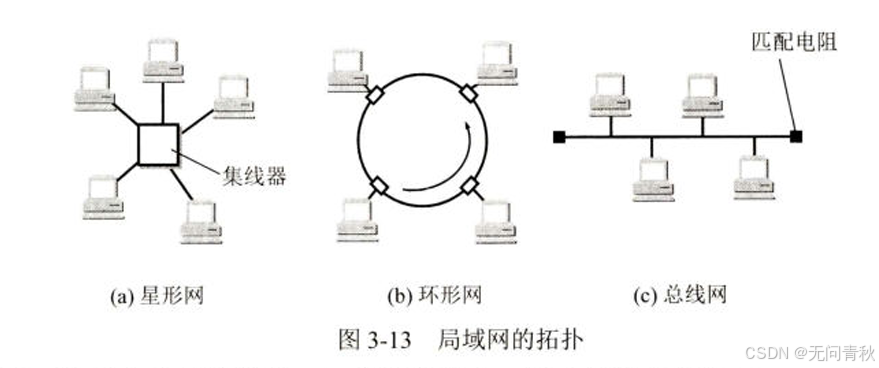 匹配电阻
集线器
(a) 星形网
(b) 环形网
(c) 总线网
图 3-13 局域网的拓扑
CSDN @无问青秋